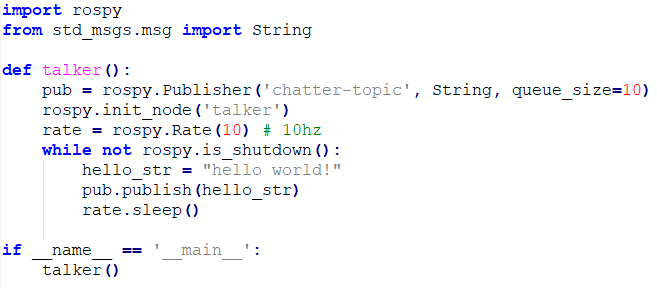 import rospy
from std_msgs.msg import String

def talker():
    pub = rospy.Publisher('chatter-topic', String, queue_size=10)
    rospy.init_node('talker')
    rate = rospy.Rate(10) # 10hz
    while not rospy.is_shutdown():
        hello_str = "hello world!"
        pub.publish(hello_str)
        rate.sleep()

if __name__ == '__main__':
    talker()